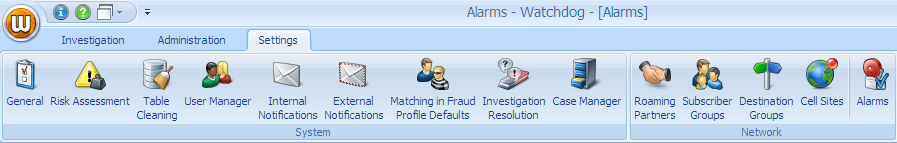 Alarms - Watchdog - [Alarms]
W
Investigation Administration Settings
General Risk Assessment Table Cleaning User Manager Internal Notifications External Notifications Matching in Fraud Profile Defaults Investigation Resolution Case Manager
System
Roaming Partners Subscriber Groups Destination Groups Cell Sites Alarms
Network